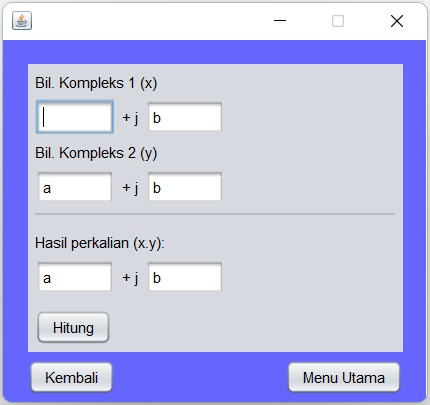 Bil. Kompleks 1 (x)
+ j b
Bil. Kompleks 2 (y)
a + j b
Hasil perkalian (x.y):
a + j b
Hitung
Kembali Menu Utama